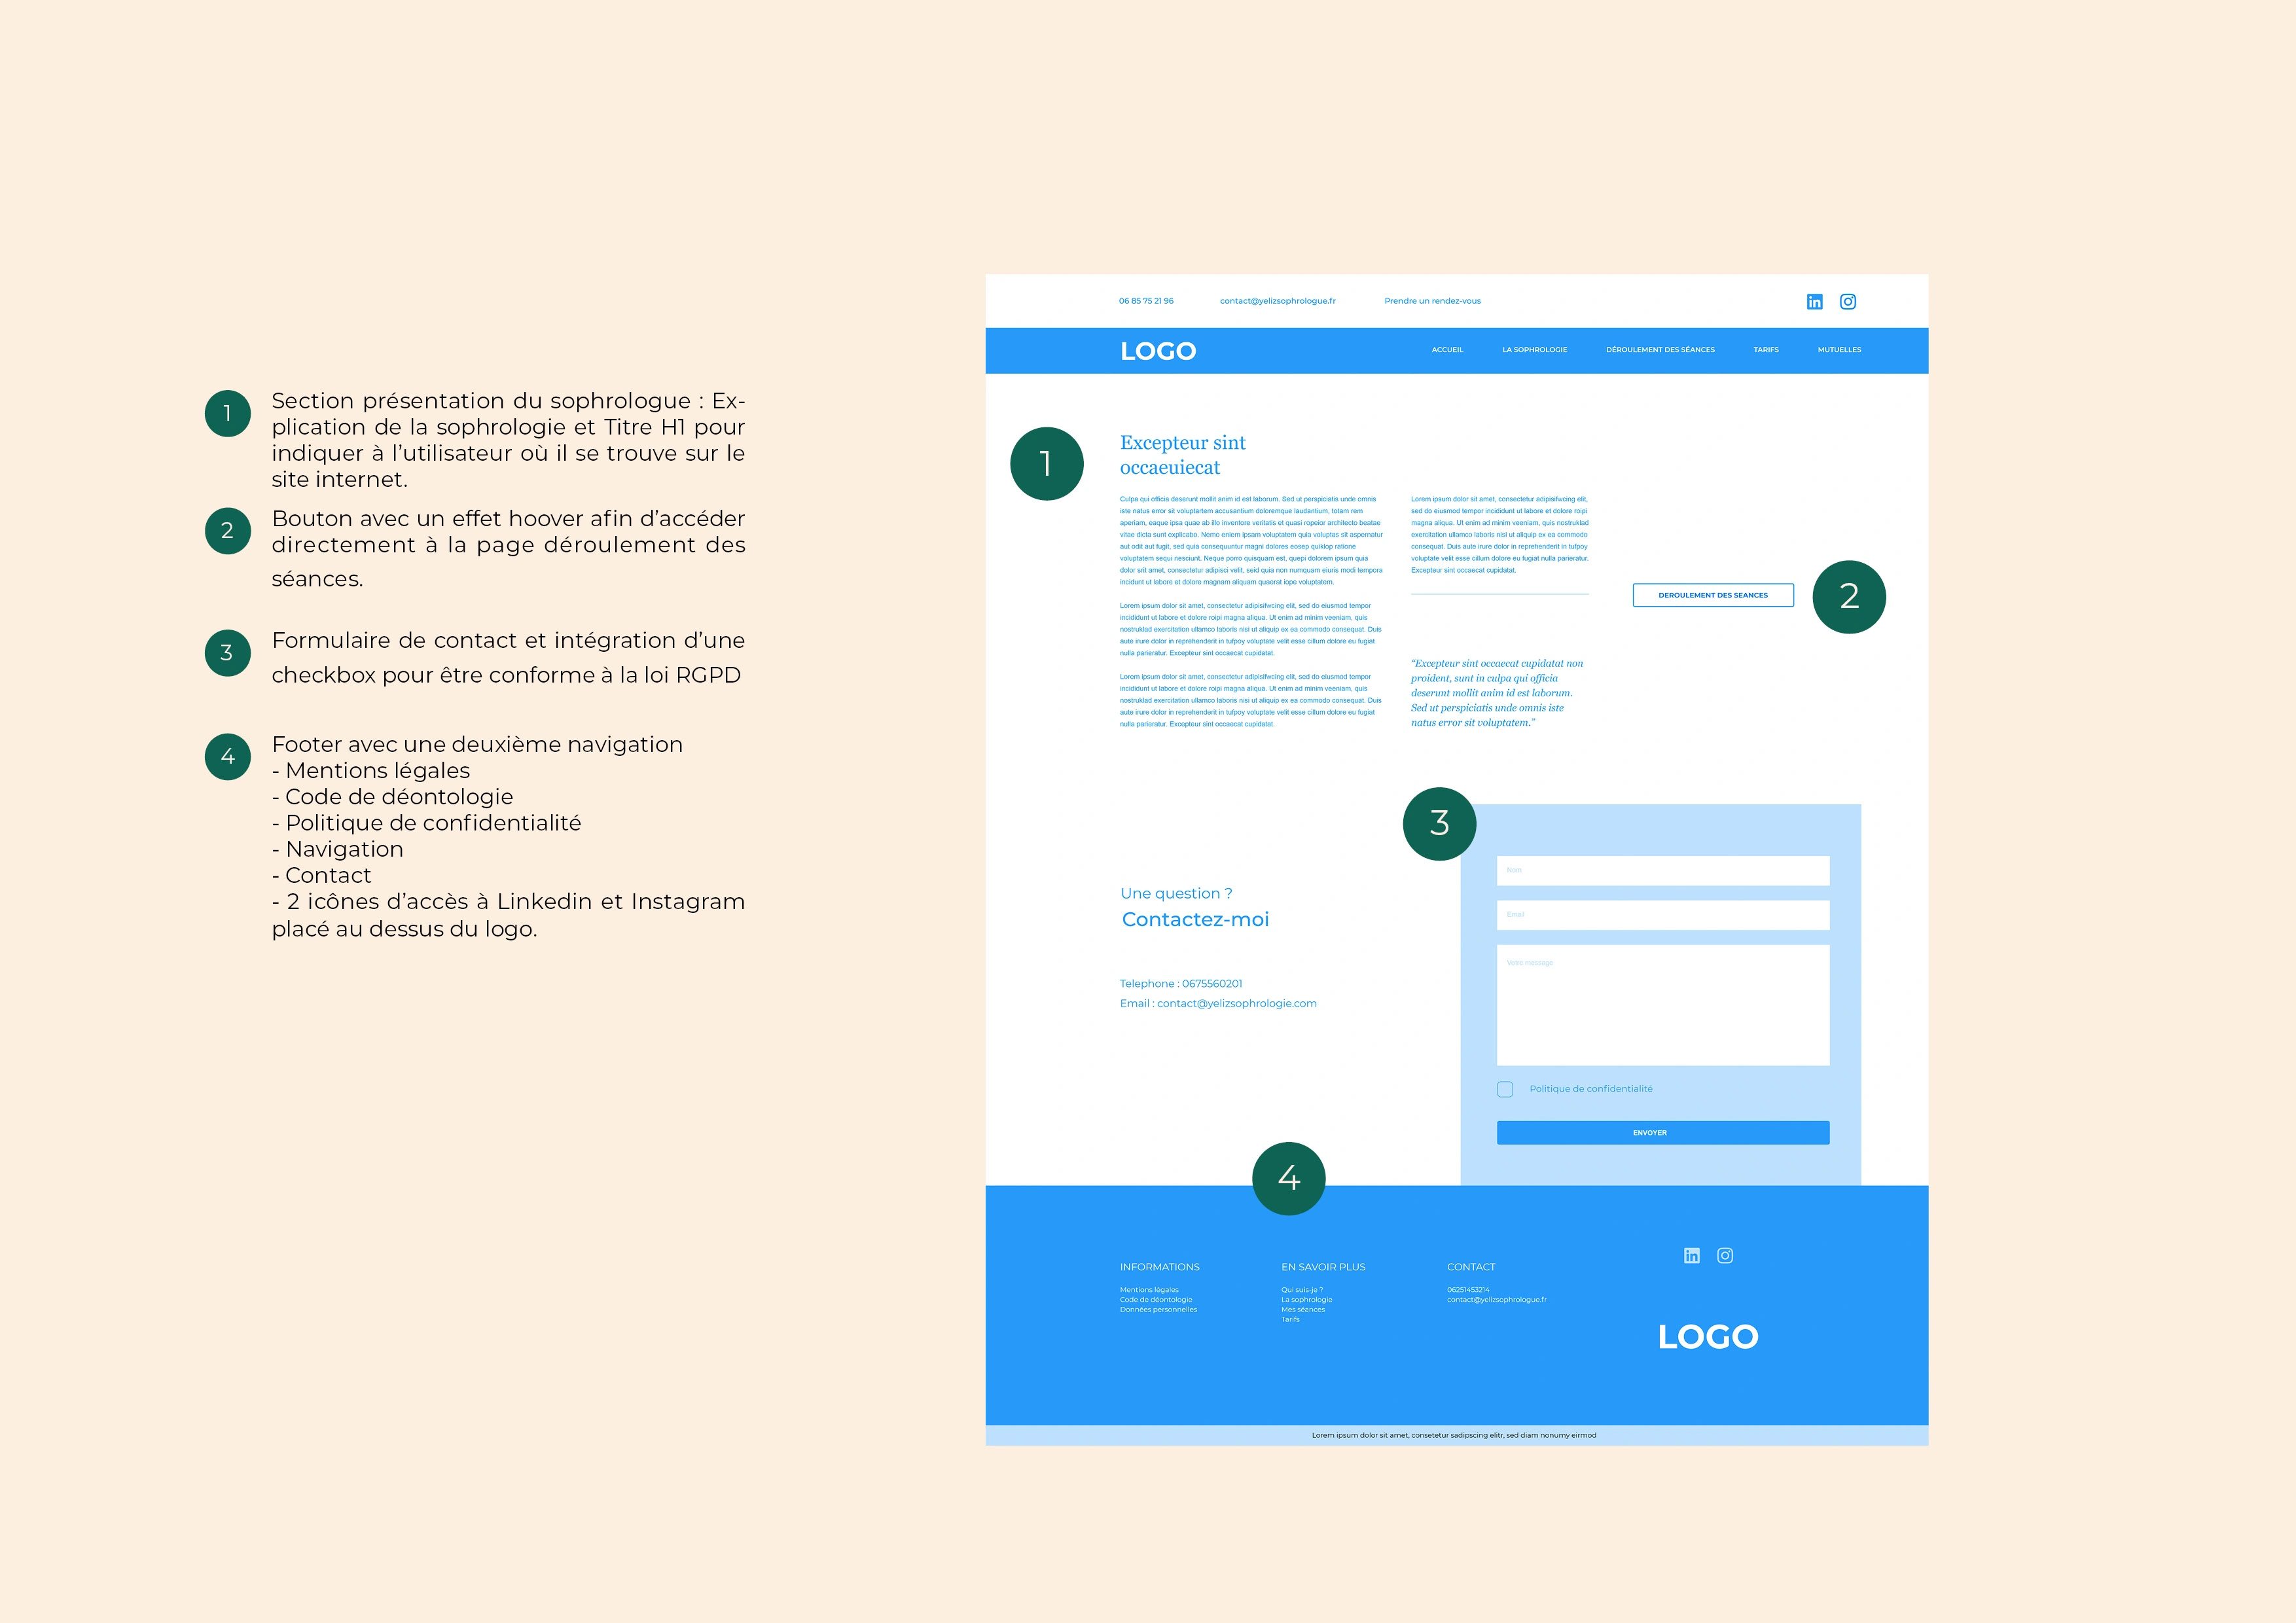 1
Section présentation du sophrologue : Ex-
plication de la sophrologie et Titre H1 pour
indiquer à l’utilisateur où il se trouve sur le
site internet.
2
Bouton avec un effet hoover afin d’accéder
directement à la page déroulement des
séances.
3
Formulaire de contact et intégration d’une
checkbox pour être conforme à la loi RGPD
4
Footer avec une deuxième navigation
- Mentions légales
- Code de déontologie
- Politique de confidentialité
- Navigation
- Contact
- 2 icônes d’accès à Linkedin et Instagram
placé au dessus du logo.
06 85 75 21 96 contact@yelizsophrologue.fr Prendre un rendez-vous
LOGO ACCUEIL LA SOPHROLOGIE DÉROULEMENT DES SÉANCES TARIFS MUTUELLES
1
Excepteur sint
occaeuiecat
Culpa qui officia deserunt mollit anim id est laborum. Sed ut perspiciatis unde omnis
iste natus error sit voluptartem accusantium doloremque laudantium, totam rem
aperiam, eaque ipsa quae ab illo inventore veritalis et quasi ropeior architecto beatae
vitae dicta sunt explicabo. Nemo eniem ipsam voluptatem quia voluptas sit aspernatur
aut odit aut fugit, sed quia consequuntur magni dolores eosep quiklop ratione
voluptatem sequi nesciunt. Neque porro quisquam est, quepi dolorem ipsum quia
dolor srit amet, consectetur adipisci velit, seid quia non numquam eiuris modi tempora
incidunt ut labore et dolore magnam aliquam quaerat iope voluptatem.
Lorem ipsum dolor sit amet, consectetur adipisifwcing elit, sed do eiusmod tempor
incididunt ut labore et dolore roipi magna aliqua. Ut enim ad minim veeniam, quis
nostruklad exercitation ullamco laboris nisi ut aliquip ex ea commodo consequat. Duis
aute irure dolor in reprehenderit in tufpoy voluptate velit esse cillum dolore eu fugiat
nulla parieratur. Excepteur sint occaecat cupidatat.
Lorem ipsum dolor sit amet, consectetur adipisifwcing elit, sed do eiusmod tempor
incididunt ut labore et dolore roipi magna aliqua. Ut enim ad minim veeniam, quis
nostruklad exercitation ullamco laboris nisi ut aliquip ex ea commodo consequat. Duis
aute irure dolor in reprehenderit in tufpoy voluptate velit esse cillum dolore eu fugiat
nulla parieratur. Excepteur sint occaecat cupidatat.
Lorem ipsum dolor sit amet, consectetur adipisifwcing elit,
sed do eiusmod tempor incididunt ut labore et dolore roipi
magna aliqua. Ut enim ad minim veeniam, quis nostruklad
exercitation ullamco laboris nisi ut aliquip ex ea commodo
consequat. Duis aute irure dolor in reprehenderit in tufpoy
voluptate velit esse cillum dolore eu fugiat nulla parieratur.
Excepteur sint occaecat cupidatat.
“Excepteur sint occaecat cupidatat non
proident, sunt in culpa qui officia
deserunt mollit anim id est laborum.
Sed ut perspiciatis unde omnis iste
natus error sit voluptatem.”
DEROULEMENT DES SEANCES
2
3
Une question ?
Contactez-moi
Telephone : 0675560201
Email : contact@yelizsophrologie.com
Nom
Email
Votre message
Politique de confidentialité
ENVOYER
4
INFORMATIONS
Mentions légales
Code de déontologie
Données personnelles
EN SAVOIR PLUS
Qui suis-je ?
La sophrologie
Mes séances
Tarifs
CONTACT
06251453214
contact@yelizsophrologue.fr
LOGO
Lorem ipsum dolor sit amet, consetetur sadipscing elitr, sed diam nonumy eirmod